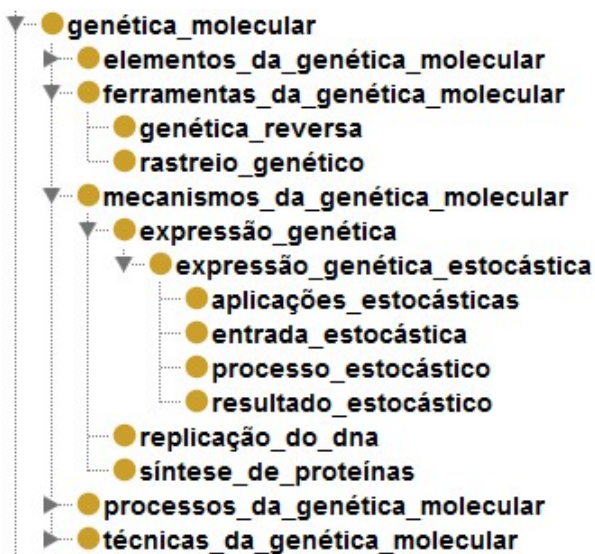 genética_molecular
elementos_da_genética_molecular
ferramentas_da_genética_molecular
genética_reversa
rastreio_genético
mecanismos_da_genética_molecular
expressão_genética
expressão_genética_estocástica
aplicações_estocásticas
entrada_estocástica
processo_estocástico
resultado_estocástico
replicação_do_dna
síntese_de_proteínas
processos_da_genética_molecular
técnicas_da_genética_molecular